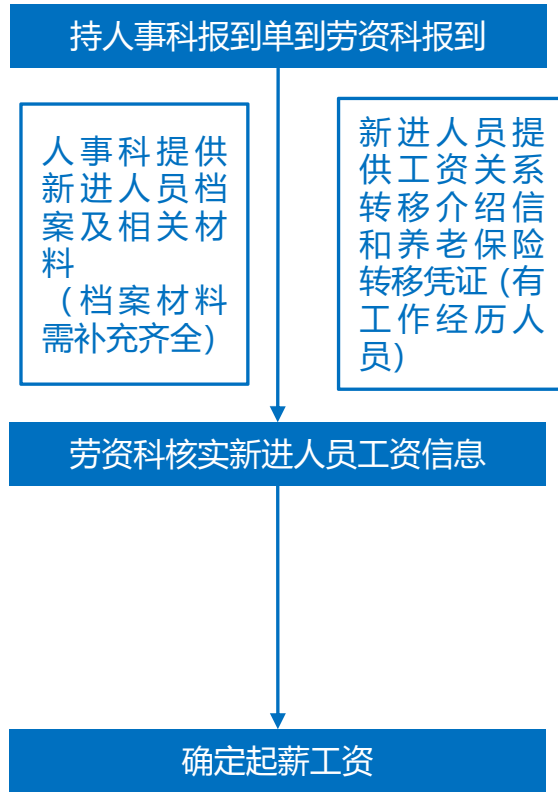 持人事科报到单到劳资科报到
人事科提供
新进人员档
案及相关材
料
（档案材料
需补充齐全）
新进人员提
供工资关系
转移介绍信
和养老保险
转移凭证（有
工作经历人
员）
劳资科核实新进人员工资信息
确定起薪工资